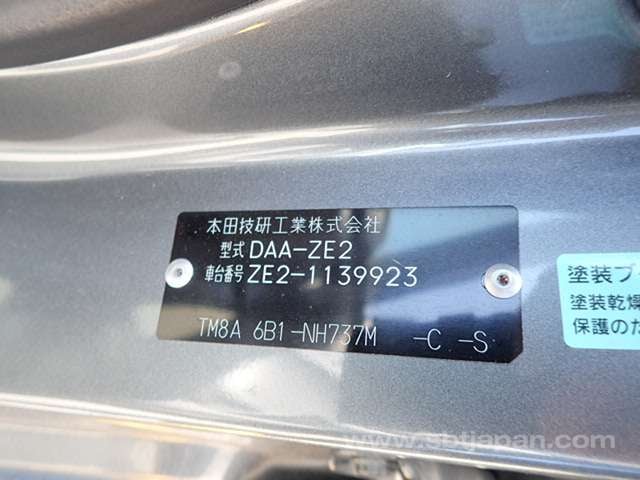 本田技研工業株式会社
型式 DAA-ZE2
車台番号 ZE2-1139923
TM8A 6B1-NH737M -C -S
塗装ブ
塗装乾燥
保護のた
www.sbtjapan.com